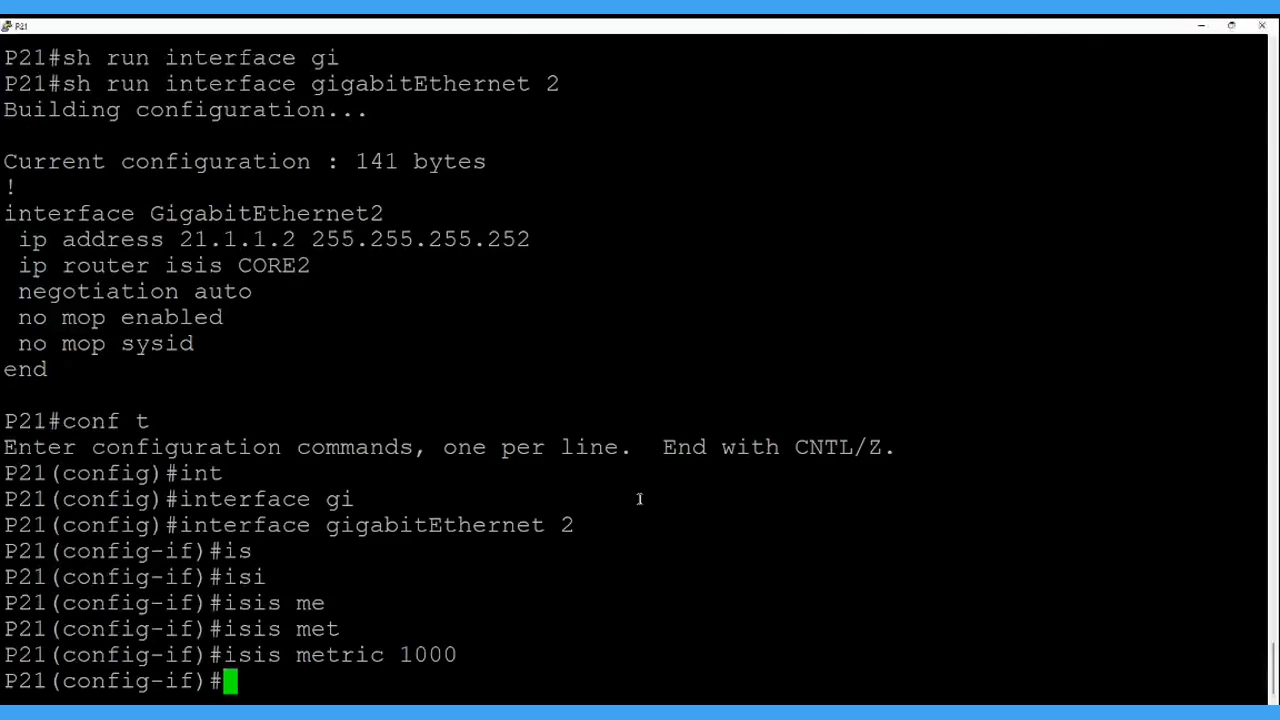 P21
P21#sh run interface gi
P21#sh run interface gigabitEthernet 2
Building configuration...
Current configuration : 141 bytes
!
interface GigabitEthernet2
 ip address 21.1.1.2 255.255.255.252
 ip router isis CORE2
 negotiation auto
 no mop enabled
 no mop sysid
end
P21#conf t
Enter configuration commands, one per line.  End with CNTL/Z.
P21(config)#int
P21(config)#interface gi
P21(config)#interface gigabitEthernet 2
P21(config-if)#is
P21(config-if)#isi
P21(config-if)#isis me
P21(config-if)#isis met
P21(config-if)#isis metric 1000
P21(config-if)#